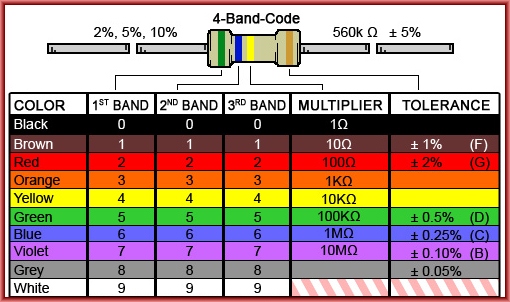 4-Band-Code
2%, 5%, 10% 560k Ω ± 5%
COLOR 1ST BAND 2ND BAND 3RD BAND MULTIPLIER TOLERANCE
Black 0 0 0 1Ω
Brown 1 1 1 10Ω ± 1% (F)
Red 2 2 2 100Ω ± 2% (G)
Orange 3 3 3 1KΩ
Yellow 4 4 4 10KΩ
Green 5 5 5 100KΩ ± 0.5% (D)
Blue 6 6 6 1MΩ ± 0.25% (C)
Violet 7 7 7 10MΩ ± 0.10% (B)
Grey 8 8 8 ± 0.05%
White 9 9 9